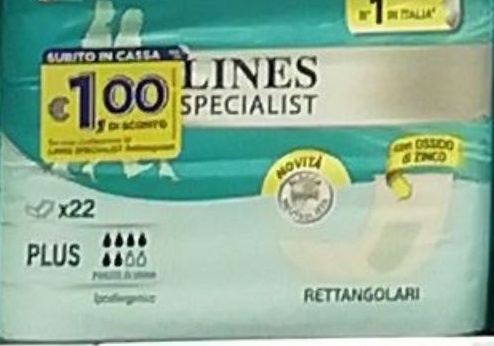 N°1 IN ITALIA*
SUBITO IN CASSA
€1,00
DI SCONTO
LINES
SPECIALIST
NOVITÀ
con OSSIDO
di ZINCO
x22
PLUS
Ipoallergenico
RETTANGOLARI